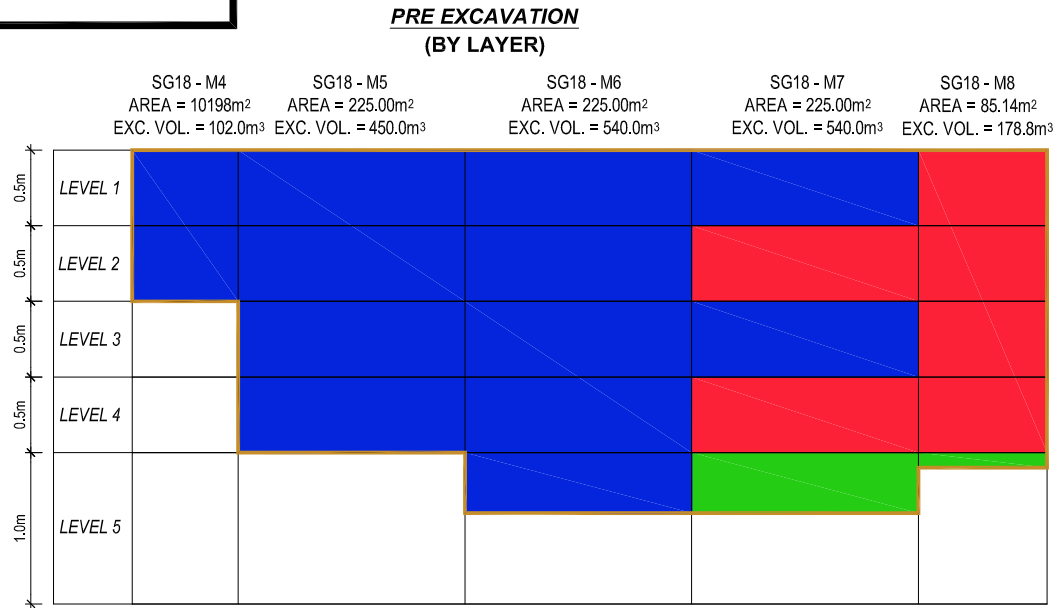 PRE EXCAVATION
(BY LAYER)
SG18 - M4
AREA = 10198m²
EXC. VOL. = 102.0m³
SG18 - M5
AREA = 225.00m²
EXC. VOL. = 450.0m³
SG18 - M6
AREA = 225.00m²
EXC. VOL. = 540.0m³
SG18 - M7
AREA = 225.00m²
EXC. VOL. = 540.0m³
SG18 - M8
AREA = 85.14m²
EXC. VOL. = 178.8m³
0.5m
LEVEL 1
0.5m
LEVEL 2
0.5m
LEVEL 3
0.5m
LEVEL 4
1.0m
LEVEL 5